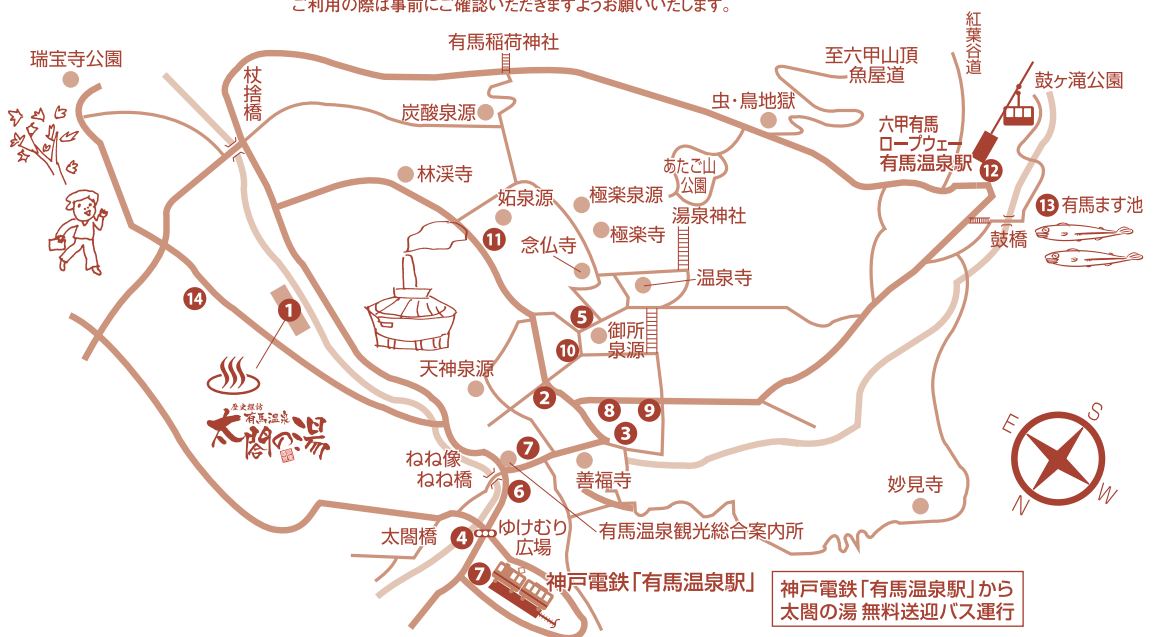 ご利用の際は事前にご確認いただきますようお願いいたします。
瑞宝寺公園
杖捨橋
有馬稲荷神社
炭酸泉源
虫・鳥地獄
至六甲山頂
魚屋道
紅葉谷道
鼓ヶ滝公園
六甲有馬
ロープウェー
有馬温泉駅
12
13 有馬ます池
鼓橋
林渓寺
妬泉源
11
極楽泉源
極楽寺
念仏寺
あたご山
公園
湯泉神社
温泉寺
14
1
5
御所
泉源
10
天神泉源
2
8
9
3
歴史探訪
有馬温泉
太閤の湯
ねね像
ねね橋
7
6
善福寺
妙見寺
太閤橋
4
ゆけむり
広場
有馬温泉観光総合案内所
7
神戸電鉄「有馬温泉駅」
神戸電鉄「有馬温泉駅」から
太閤の湯 無料送迎バス運行
E
S
N
W